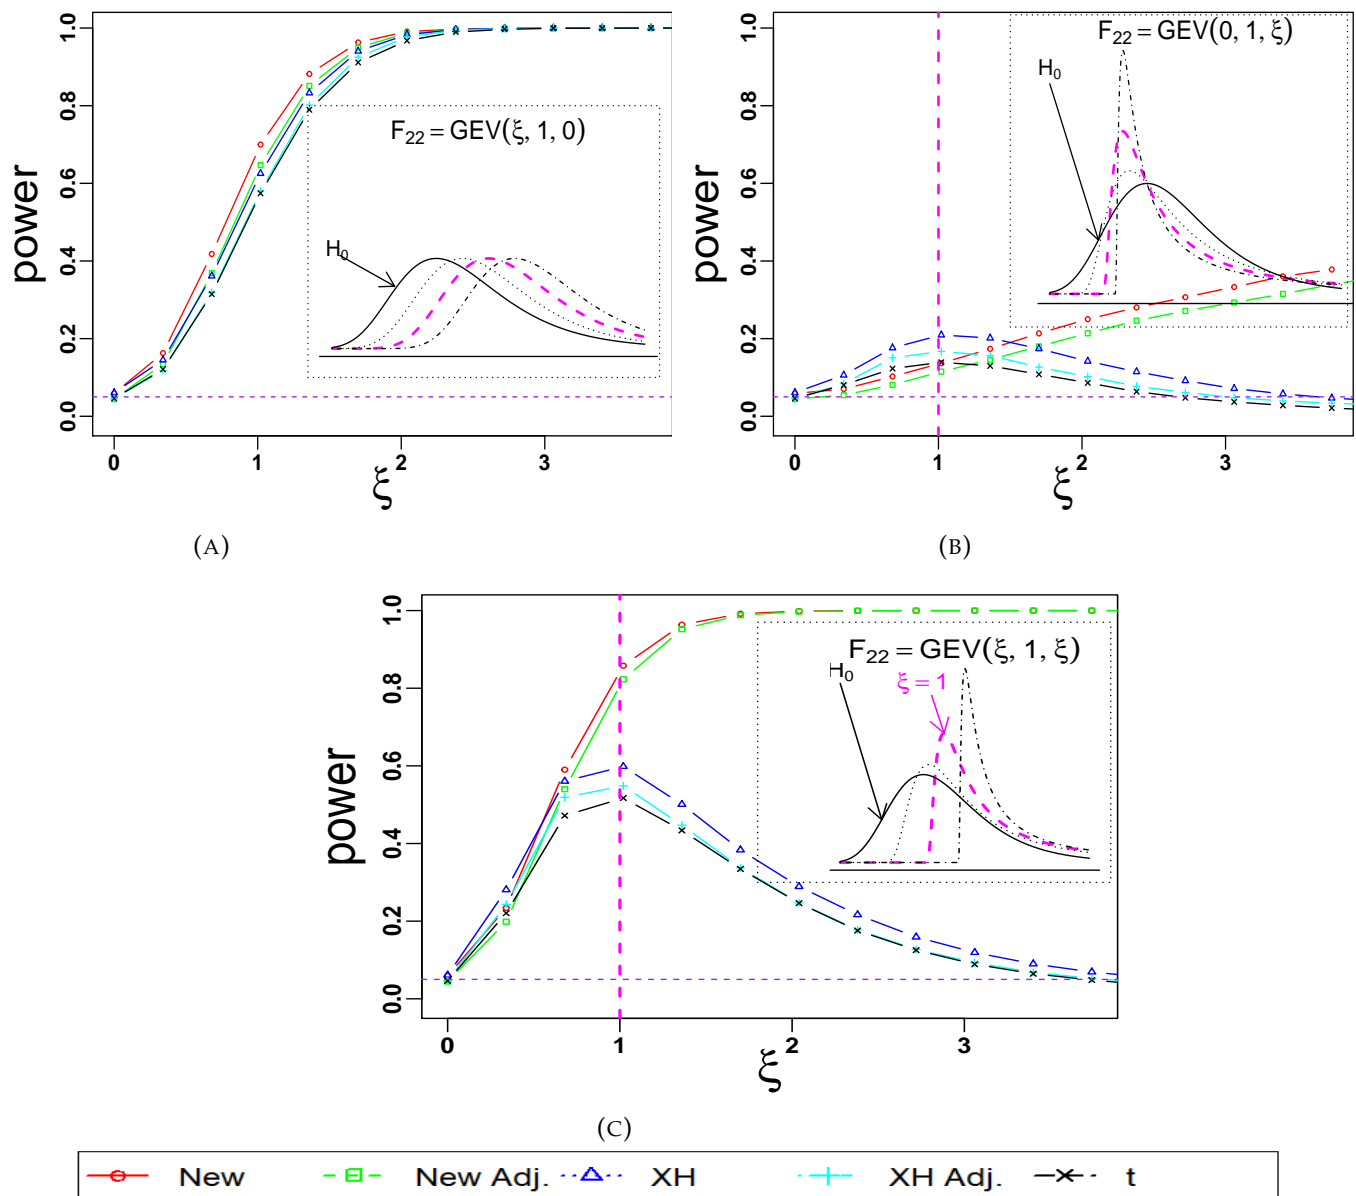 F22 = GEV(ξ, 1, 0)
H0
power
0.0 0.2 0.4 0.6 0.8 1.0
0 1 2 3
ξ
(A)
F22 = GEV(0, 1, ξ)
H0
power
0.0 0.2 0.4 0.6 0.8 1.0
0 1 2 3
ξ
(B)
F22 = GEV(ξ, 1, ξ)
H0
ξ = 1
power
0.0 0.2 0.4 0.6 0.8 1.0
0 1 2 3
ξ
(C)
New New Adj. XH XH Adj. t